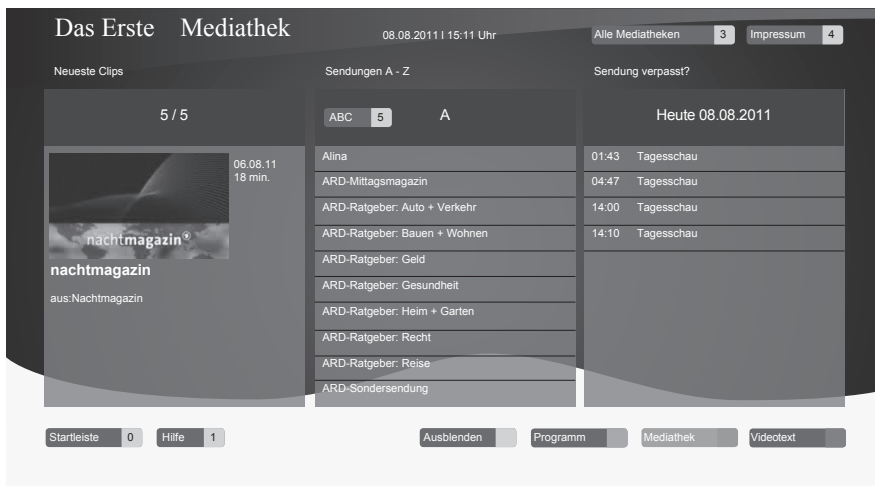 Das Erste Mediathek
08.08.2011 I 15:11 Uhr
Alle Mediatheken 3
Impressum 4
Neueste Clips
Sendungen A - Z
Sendung verpasst?
5 / 5
06.08.11
18 min.
nachtmagazin
nachtmagazin
aus:Nachtmagazin
ABC 5
A
Alina
ARD-Mittagsmagazin
ARD-Ratgeber: Auto + Verkehr
ARD-Ratgeber: Bauen + Wohnen
ARD-Ratgeber: Geld
ARD-Ratgeber: Gesundheit
ARD-Ratgeber: Heim + Garten
ARD-Ratgeber: Recht
ARD-Ratgeber: Reise
ARD-Sondersendung
Heute 08.08.2011
01:43 Tagesschau
04:47 Tagesschau
14:00 Tagesschau
14:10 Tagesschau
Startleiste 0
Hilfe 1
Ausblenden
Programm
Mediathek
Videotext